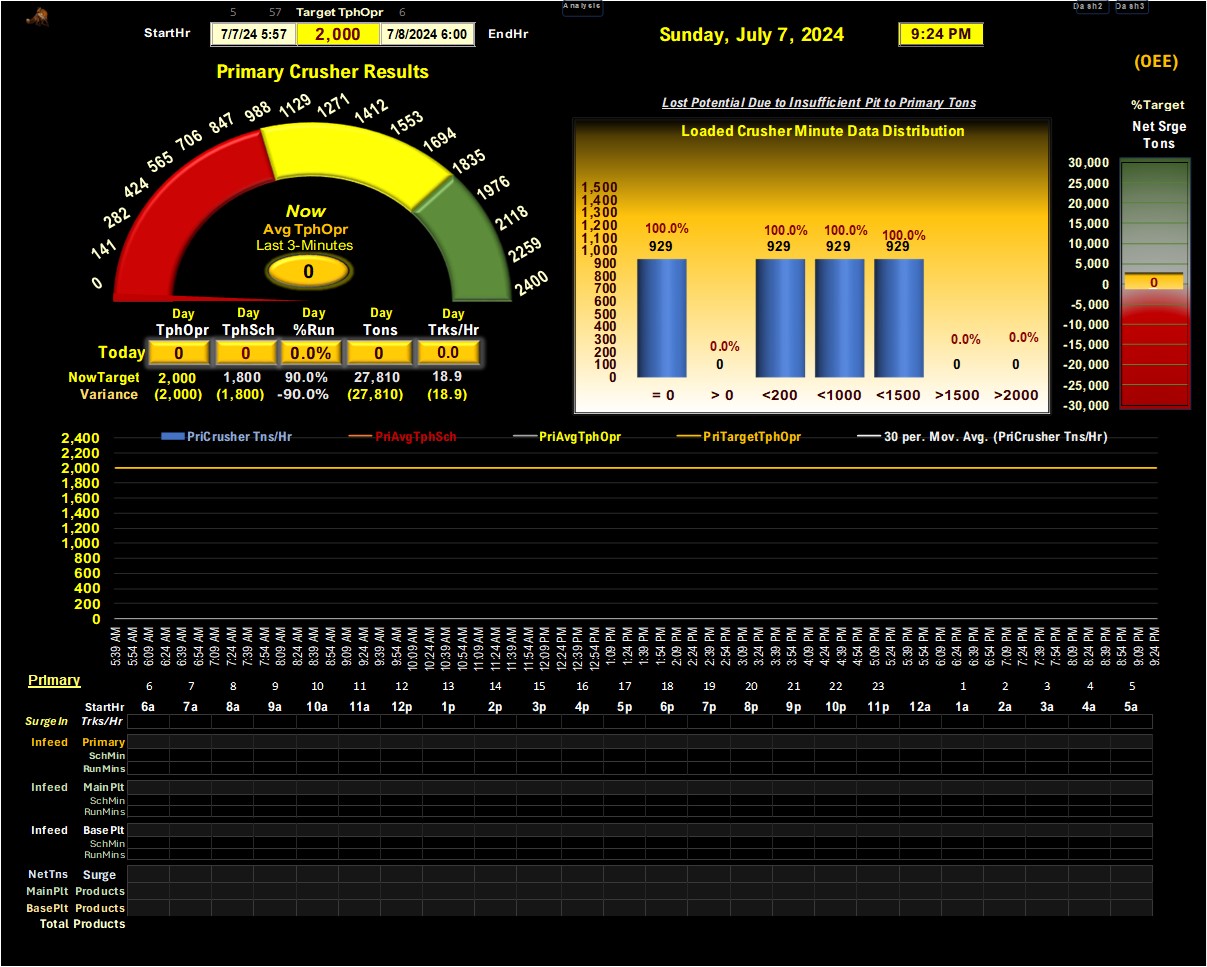 Analysis
Dash2 Dash3
5 57 Target TphOpr 6
StartHr 7/7/24 5:57 2,000 7/8/2024 6:00 EndHr
Sunday, July 7, 2024 9:24 PM
(OEE)
Primary Crusher Results
Lost Potential Due to Insufficient Pit to Primary Tons
%Target
Net Srge
Tons
Loaded Crusher Minute Data Distribution
0 141 282 424 565 706 847 988 1129 1271 1412 1553 1694 1835 1976 2118 2259 2400
Now
Avg TphOpr
Last 3-Minutes
0
1,500
1,400
1,300
1,200
1,100
1,000
900
800
700
600
500
400
300
200
100
0
100.0% 0.0% 100.0% 100.0% 100.0% 0.0% 0.0%
929 0 929 929 929 0 0
= 0 > 0 <200 <1000 <1500 >1500 >2000
30,000
25,000
20,000
15,000
10,000
5,000
0
-5,000
-10,000
-15,000
-20,000
-25,000
-30,000
0
Day Day Day Day Day
TphOpr TphSch %Run Tons Trks/Hr
Today 0 0 0.0% 0 0.0
NowTarget 2,000 1,800 90.0% 27,810 18.9
Variance (2,000) (1,800) -90.0% (27,810) (18.9)
PriCrusher Tns/Hr PriAvgTphSch PriAvgTphOpr PriTargetTphOpr 30 per. Mov. Avg. (PriCrusher Tns/Hr)
2,400
2,200
2,000
1,800
1,600
1,400
1,200
1,000
800
600
400
200
0
5:39 AM 5:54 AM 6:09 AM 6:24 AM 6:39 AM 6:54 AM 7:09 AM 7:24 AM 7:39 AM 7:54 AM 8:09 AM 8:24 AM 8:39 AM 8:54 AM 9:09 AM 9:24 AM 9:39 AM 9:54 AM 10:09 AM 10:24 AM 10:39 AM 10:54 AM 11:09 AM 11:24 AM 11:39 AM 11:54 AM 12:09 PM 12:24 PM 12:39 PM 12:54 PM 1:09 PM 1:24 PM 1:39 PM 1:54 PM 2:09 PM 2:24 PM 2:39 PM 2:54 PM 3:09 PM 3:24 PM 3:39 PM 3:54 PM 4:09 PM 4:24 PM 4:39 PM 4:54 PM 5:09 PM 5:24 PM 5:39 PM 5:54 PM 6:09 PM 6:24 PM 6:39 PM 6:54 PM 7:09 PM 7:24 PM 7:39 PM 7:54 PM 8:09 PM 8:24 PM 8:39 PM 8:54 PM 9:09 PM 9:24 PM
Primary
6 7 8 9 10 11 12 13 14 15 16 17 18 19 20 21 22 23 1 2 3 4 5
StartHr 6a 7a 8a 9a 10a 11a 12p 1p 2p 3p 4p 5p 6p 7p 8p 9p 10p 11p 12a 1a 2a 3a 4a 5a
SurgeIn Trks/Hr
Infeed Primary
SchMin
RunMins
Infeed MainPlt
SchMin
RunMins
Infeed BasePlt
SchMin
RunMins
NetTns Surge
MainPlt Products
BasePlt Products
Total Products